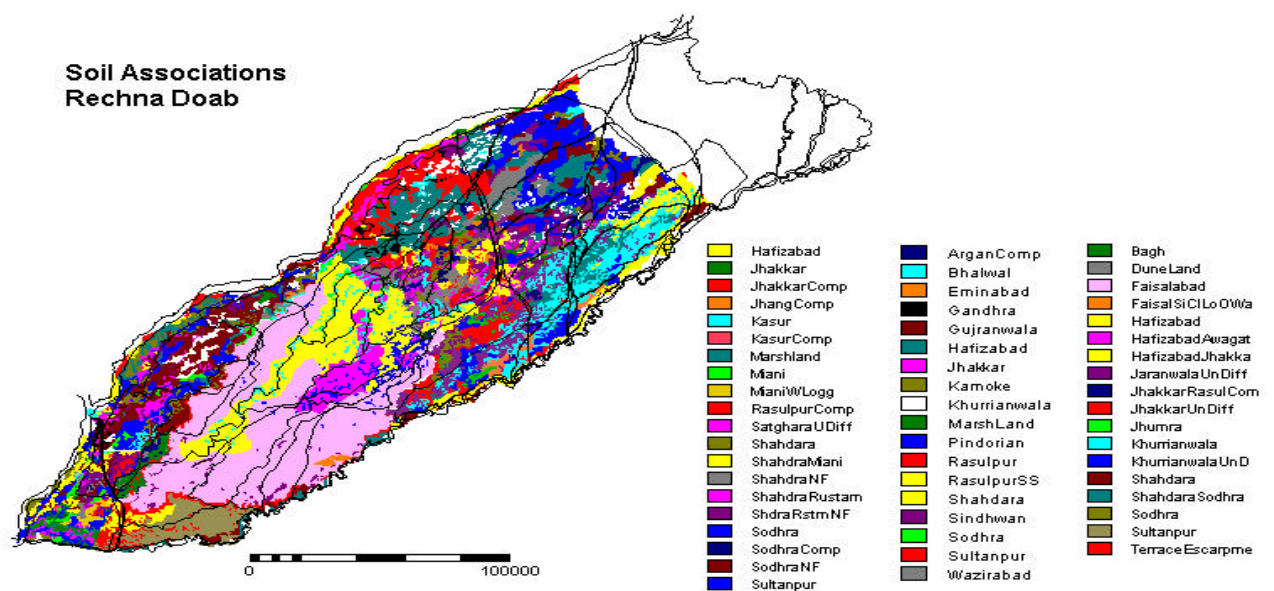 Soil Associations
Rechna Doab
Hafizabad
Jhakkar
JhakkarComp
JhangComp
Kasur
KasurComp
Marshland
Miani
MianiWLogg
RasulpurComp
SatgharaUDiff
Shahdara
ShahdraMiani
ShahdraNF
ShahdraRustam
ShdraRstmNF
Sodhra
SodhraComp
SodhraNF
Sultanpur
ArganComp
Bhalwal
Eminabad
Gandhra
Gujranwala
Hafizabad
Jhakkar
Kamoke
Khurrianwala
MarshLand
Pindorian
Rasulpur
RasulpurSS
Shahdara
Sindhwan
Sodhra
Sultanpur
Wazirabad
Bagh
DuneLand
Faisalabad
FaisalSiClLoOWa
Hafizabad
HafizabadAwagat
HafizabadJhakka
JaranwalaUnDiff
JhakkarRasulCom
JhakkarUnDiff
Jhumra
Khurrianwala
KhurrianwalaUnD
Shahdara
ShahdaraSodhra
Sodhra
Sultanpur
TerraceEscarpme
0 100000